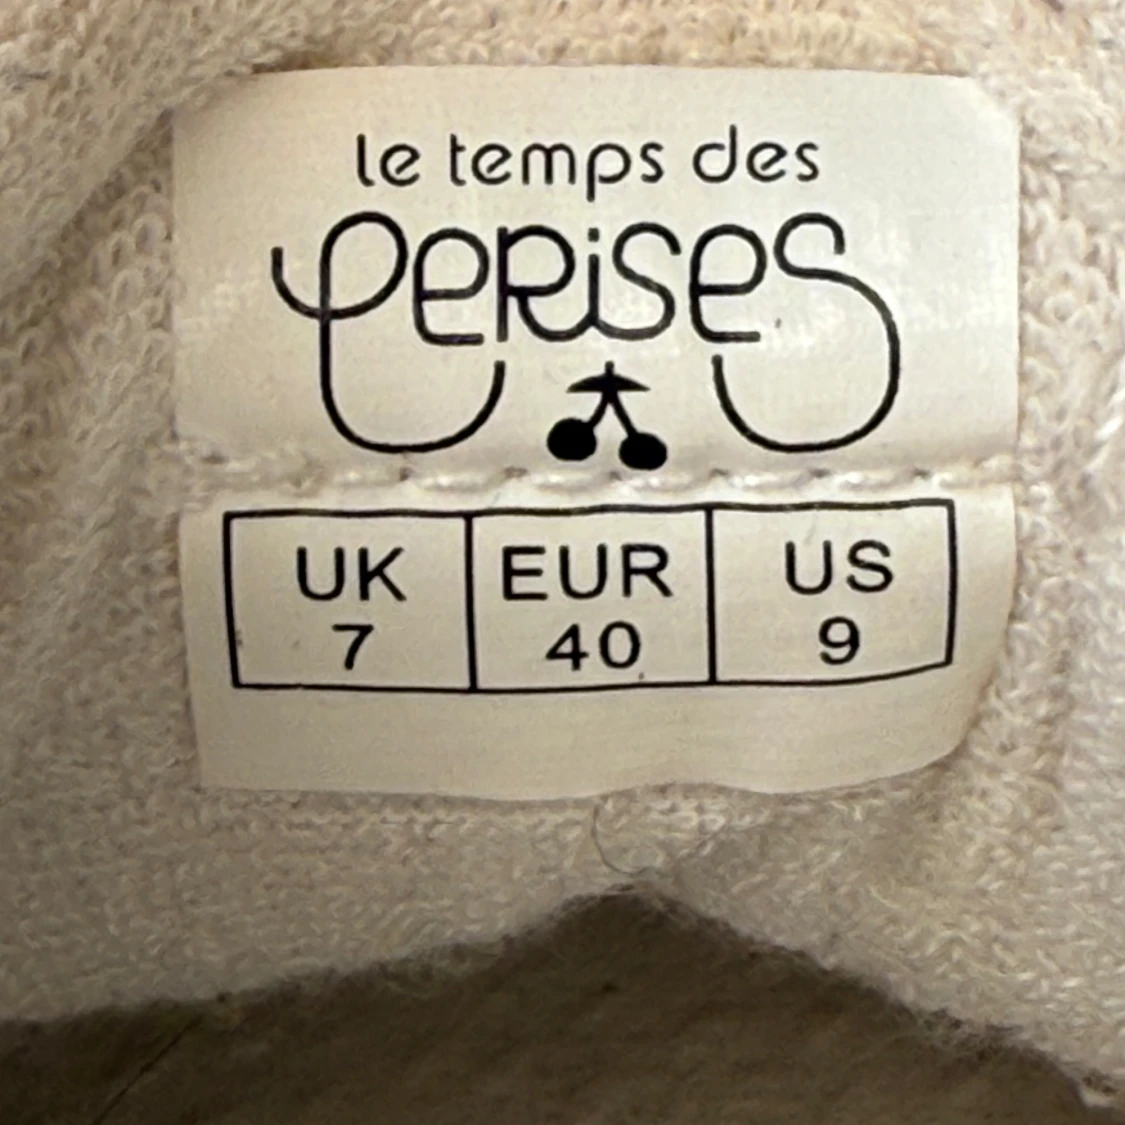 le temps des
CeRiSeS
UK EUR US
7 40 9